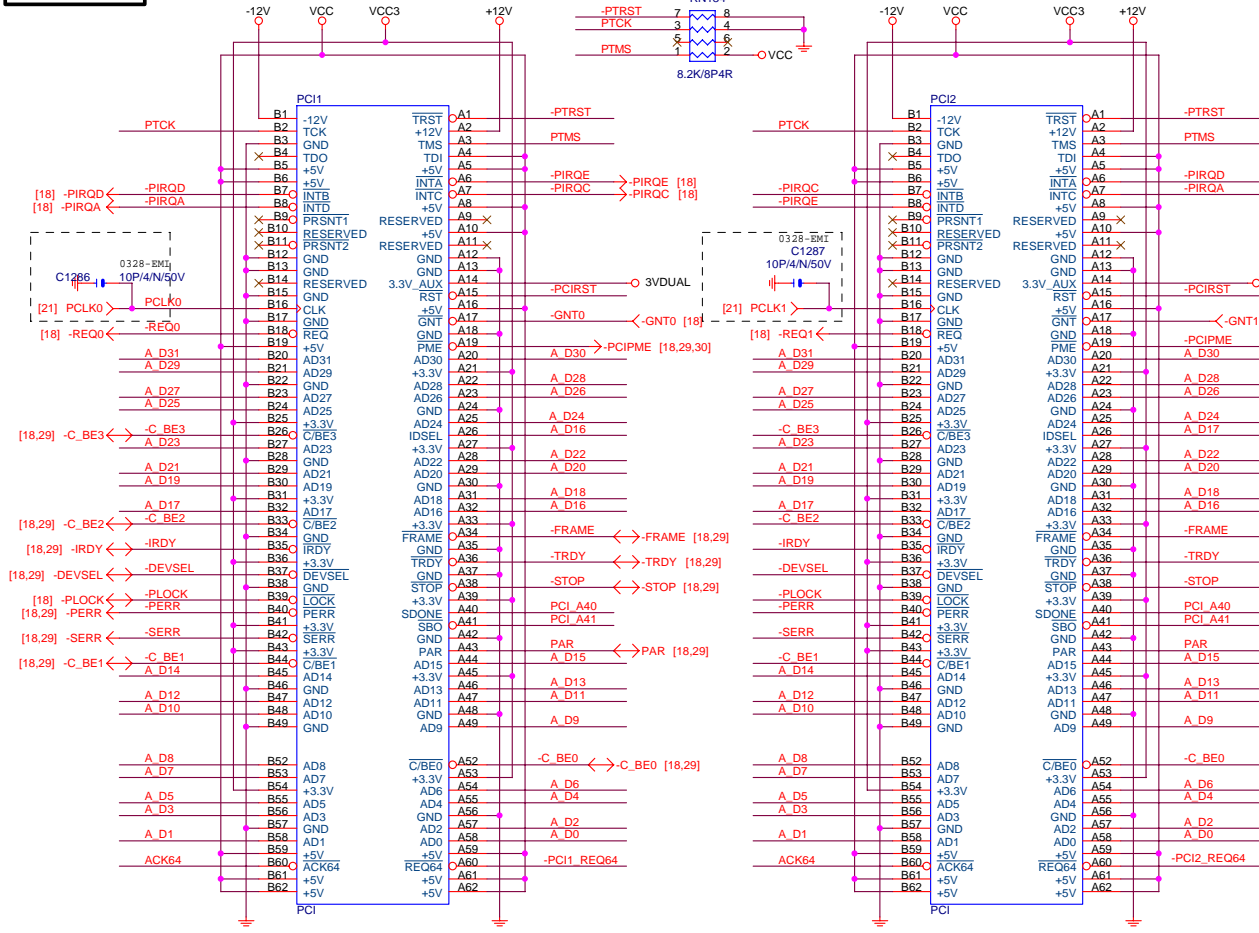 -12V VCC VCC3 +12V
-PTRST 7 8
PTCK 3 4
5 6
PTMS 1 2 VCC
8.2K/8P4R
-12V VCC VCC3 +12V
PCI1
B1 -12V TRST A1 -PTRST
PTCK B2 TCK +12V A2
B3 GND TMS A3 PTMS
B4 TDO TDI A4
B5 +5V +5V A5
B6 +5V INTA A6 -PIRQE -PIRQE [18]
[18] -PIRQD -PIRQD B7 INTB INTC A7 -PIRQC -PIRQC [18]
[18] -PIRQA -PIRQA B8 INTD +5V A8
B9 PRSNT1 RESERVED A9
B10 RESERVED +5V A10
B11 PRSNT2 RESERVED A11
B12 GND GND A12
B13 GND GND A13
B14 RESERVED 3.3V_AUX A14 3VDUAL
B15 GND RST A15 -PCIRST
[21] PCLK0 PCLK0 B16 CLK +5V A16
B17 GND GNT A17 -GNT0 -GNT0 [18]
[18] -REQ0 -REQ0 B18 REQ GND A18
B19 +5V PME A19 -PCIPME [18,29,30]
A_D31 B20 AD31 AD30 A20 A_D30
A_D29 B21 AD29 +3.3V A21
B22 GND AD28 A22 A_D28
A_D27 B23 AD27 AD26 A23 A_D26
A_D25 B24 AD25 GND A24
B25 +3.3V AD24 A25 A_D24
[18,29] -C_BE3 -C_BE3 B26 C/BE3 IDSEL A26 A_D16
A_D23 B27 AD23 +3.3V A27
B28 GND AD22 A28 A_D22
A_D21 B29 AD21 AD20 A29 A_D20
A_D19 B30 AD19 GND A30
B31 +3.3V AD18 A31 A_D18
A_D17 B32 AD17 AD16 A32 A_D16
[18,29] -C_BE2 -C_BE2 B33 C/BE2 +3.3V A33
B34 GND FRAME A34 -FRAME -FRAME [18,29]
[18,29] -IRDY -IRDY B35 IRDY GND A35
B36 +3.3V TRDY A36 -TRDY -TRDY [18,29]
[18,29] -DEVSEL -DEVSEL B37 DEVSEL GND A37
B38 GND STOP A38 -STOP -STOP [18,29]
[18] -PLOCK -PLOCK B39 LOCK +3.3V A39
[18,29] -PERR -PERR B40 PERR SDONE A40 PCI_A40
B41 +3.3V SBO A41 PCI_A41
[18,29] -SERR -SERR B42 SERR GND A42
B43 +3.3V PAR A43 PAR PAR [18,29]
[18,29] -C_BE1 -C_BE1 B44 C/BE1 AD15 A44 A_D15
A_D14 B45 AD14 +3.3V A45
B46 GND AD13 A46 A_D13
A_D12 B47 AD12 AD11 A47 A_D11
A_D10 B48 AD10 GND A48
B49 GND AD9 A49 A_D9
A_D8 B52 AD8 C/BE0 A52 -C_BE0 -C_BE0 [18,29]
A_D7 B53 AD7 +3.3V A53
B54 +3.3V AD6 A54 A_D6
A_D5 B55 AD5 AD4 A55 A_D4
A_D3 B56 AD3 GND A56
B57 GND AD2 A57 A_D2
A_D1 B58 AD1 AD0 A58 A_D0
B59 +5V +5V A59
ACK64 B60 ACK64 REQ64 A60 -PCI1_REQ64
B61 +5V +5V A61
B62 +5V +5V A62
PCI
0328-EMI
C1286 10P/4/N/50V
PCI2
B1 -12V TRST A1 -PTRST
PTCK B2 TCK +12V A2
B3 GND TMS A3 PTMS
B4 TDO TDI A4
B5 +5V +5V A5
B6 +5V INTA A6 -PIRQD
-PIRQC B7 INTB INTC A7 -PIRQA
-PIRQE B8 INTD +5V A8
B9 PRSNT1 RESERVED A9
B10 RESERVED +5V A10
B11 PRSNT2 RESERVED A11
B12 GND GND A12
B13 GND GND A13
B14 RESERVED 3.3V_AUX A14
B15 GND RST A15 -PCIRST
[21] PCLK1 B16 CLK +5V A16
B17 GND GNT A17 -GNT1
[18] -REQ1 -REQ1 B18 REQ GND A18
B19 +5V PME A19 -PCIPME
A_D31 B20 AD31 AD30 A20 A_D30
A_D29 B21 AD29 +3.3V A21
B22 GND AD28 A22 A_D28
A_D27 B23 AD27 AD26 A23 A_D26
A_D25 B24 AD25 GND A24
B25 +3.3V AD24 A25 A_D24
-C_BE3 B26 C/BE3 IDSEL A26 A_D17
A_D23 B27 AD23 +3.3V A27
B28 GND AD22 A28 A_D22
A_D21 B29 AD21 AD20 A29 A_D20
A_D19 B30 AD19 GND A30
B31 +3.3V AD18 A31 A_D18
A_D17 B32 AD17 AD16 A32 A_D16
-C_BE2 B33 C/BE2 +3.3V A33
B34 GND FRAME A34 -FRAME
-IRDY B35 IRDY GND A35
B36 +3.3V TRDY A36 -TRDY
-DEVSEL B37 DEVSEL GND A37
B38 GND STOP A38 -STOP
-PLOCK B39 LOCK +3.3V A39
-PERR B40 PERR SDONE A40 PCI_A40
B41 +3.3V SBO A41 PCI_A41
-SERR B42 SERR GND A42
B43 +3.3V PAR A43 PAR
-C_BE1 B44 C/BE1 AD15 A44 A_D15
A_D14 B45 AD14 +3.3V A45
B46 GND AD13 A46 A_D13
A_D12 B47 AD12 AD11 A47 A_D11
A_D10 B48 AD10 GND A48
B49 GND AD9 A49 A_D9
A_D8 B52 AD8 C/BE0 A52 -C_BE0
A_D7 B53 AD7 +3.3V A53
B54 +3.3V AD6 A54 A_D6
A_D5 B55 AD5 AD4 A55 A_D4
A_D3 B56 AD3 GND A56
B57 GND AD2 A57 A_D2
A_D1 B58 AD1 AD0 A58 A_D0
B59 +5V +5V A59
ACK64 B60 ACK64 REQ64 A60 -PCI2_REQ64
B61 +5V +5V A61
B62 +5V +5V A62
PCI
0328-EMI
C1287
10P/4/N/50V